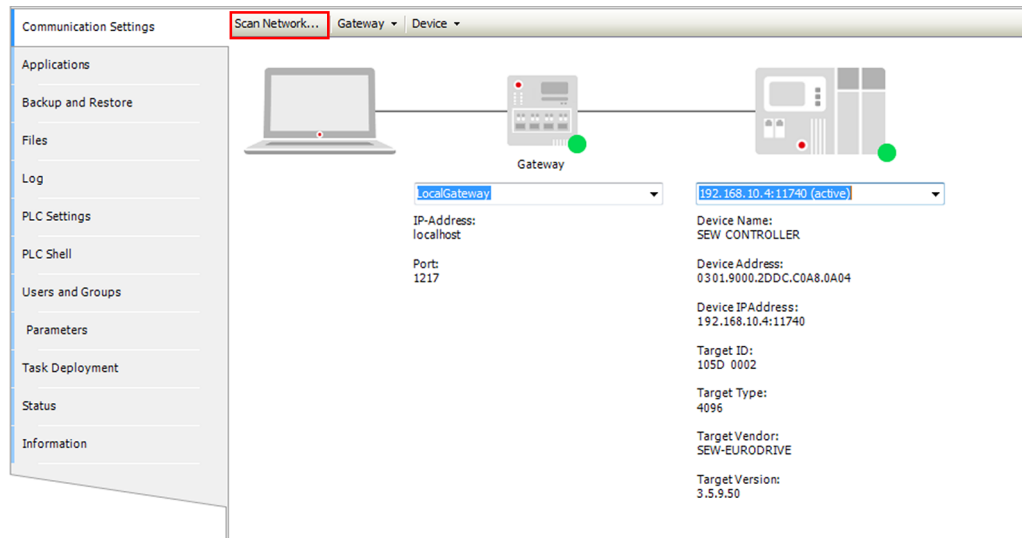 Communication Settings
Applications
Backup and Restore
Files
Log
PLC Settings
PLC Shell
Users and Groups
Parameters
Task Deployment
Status
Information
Scan Network... Gateway Device
Gateway
LocalGateway
IP-Address:
localhost
Port:
1217
192.168.10.4:11740 (active)
Device Name:
SEW CONTROLLER
Device Address:
0301.9000.2DDC.C0A8.0A04
Device IPAddress:
192.168.10.4:11740
Target ID:
105D 0002
Target Type:
4096
Target Vendor:
SEW-EURODRIVE
Target Version:
3.5.9.50